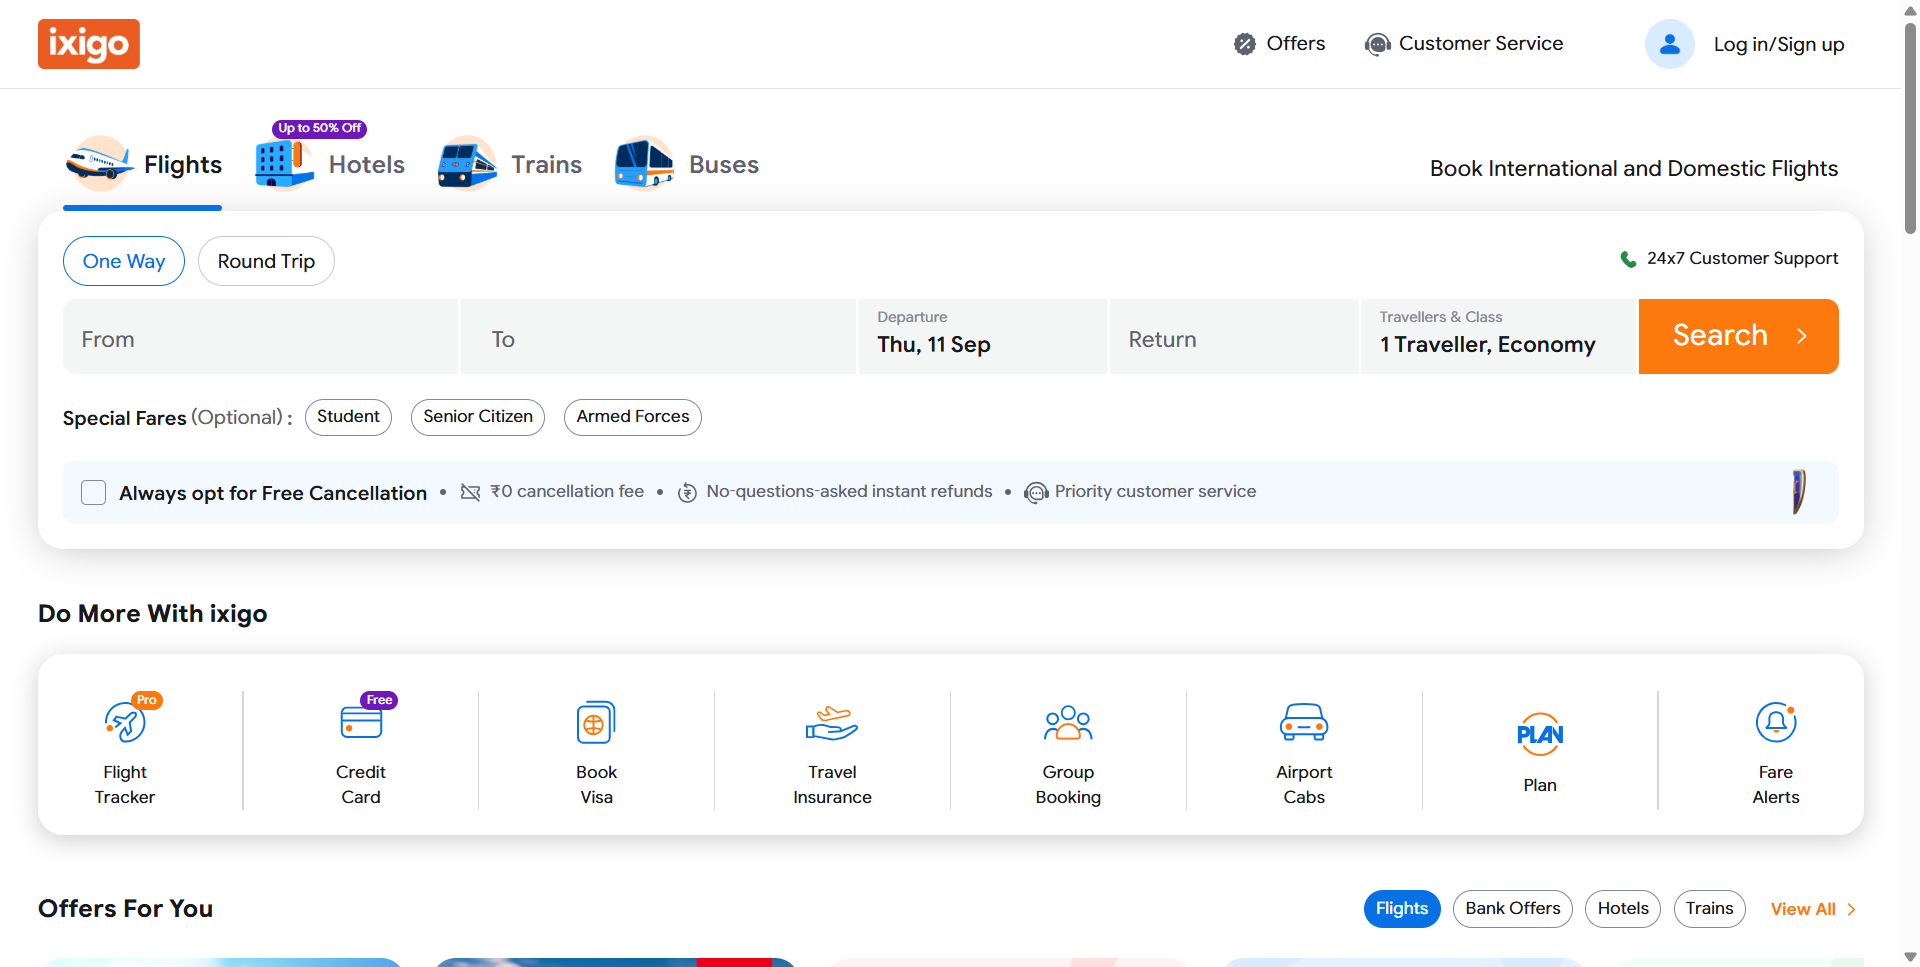 ixigo
Offers
Customer Service
Log in/Sign up
Flights
Up to 50% Off
Hotels
Trains
Buses
Book International and Domestic Flights
One Way
Round Trip
24x7 Customer Support
From
To
Departure
Thu, 11 Sep
Return
Travellers & Class
1 Traveller, Economy
Search
Special Fares (Optional) :
Student
Senior Citizen
Armed Forces
Always opt for Free Cancellation • ₹0 cancellation fee • No-questions-asked instant refunds • Priority customer service
Do More With ixigo
Pro
Flight
Tracker
Free
Credit
Card
Book
Visa
Travel
Insurance
Group
Booking
Airport
Cabs
PLAN
Plan
Fare
Alerts
Offers For You
Flights
Bank Offers
Hotels
Trains
View All